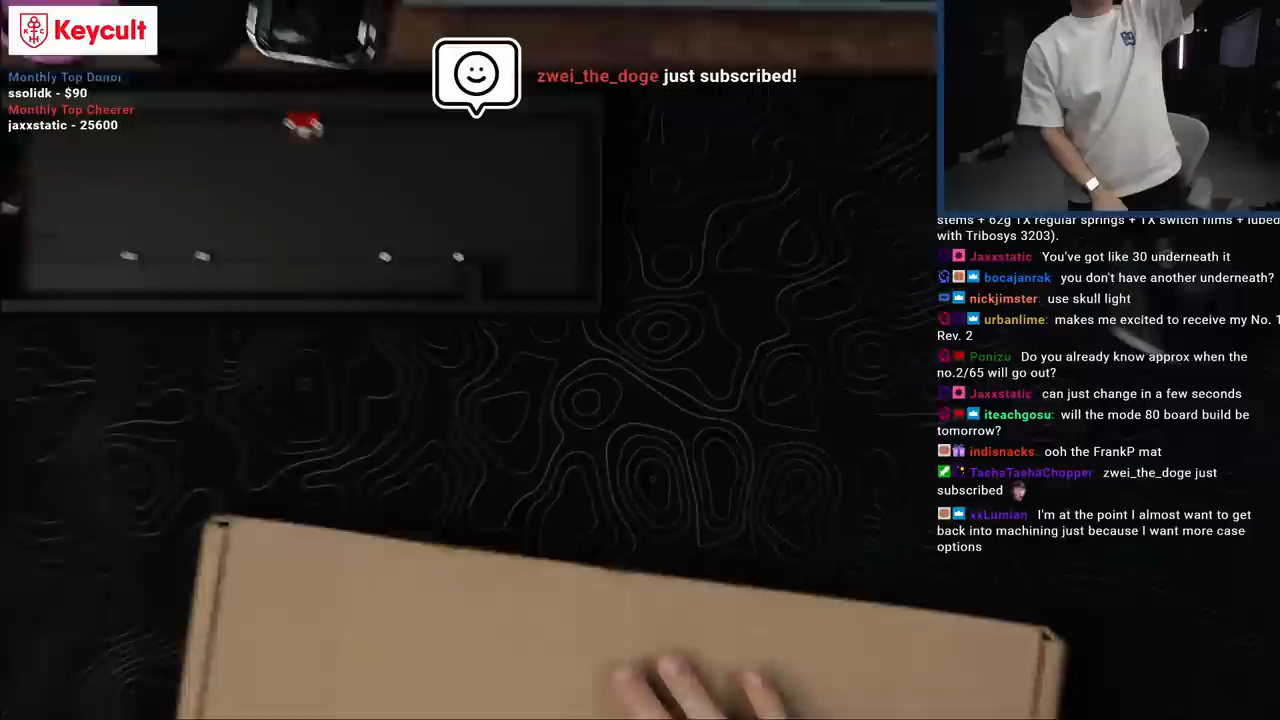 Keycult
Monthly Top Donor
ssolidk - $90
Monthly Top Cheerer
jaxxstatic - 25600
zwei_the_doge just subscribed!
stems + 62g TX regular springs + TX switch films + lubed
with Tribosys 3203).
Jaxxstatic You've got like 30 underneath it
bocajanrak you don't have another underneath?
nickjimster: use skull light
urbanlime: makes me excited to receive my No. 1
Rev. 2
Ponizu Do you already know approx when the
no.2/65 will go out?
Jaxxstatic can just change in a few seconds
iteachgosu: will the mode 80 board build be
tomorrow?
indisnacks: ooh the FrankP mat
TaehaTaehaChopper zwei_the_doge just
subscribed
xxLumian I'm at the point I almost want to get
back into machining just because I want more case
options